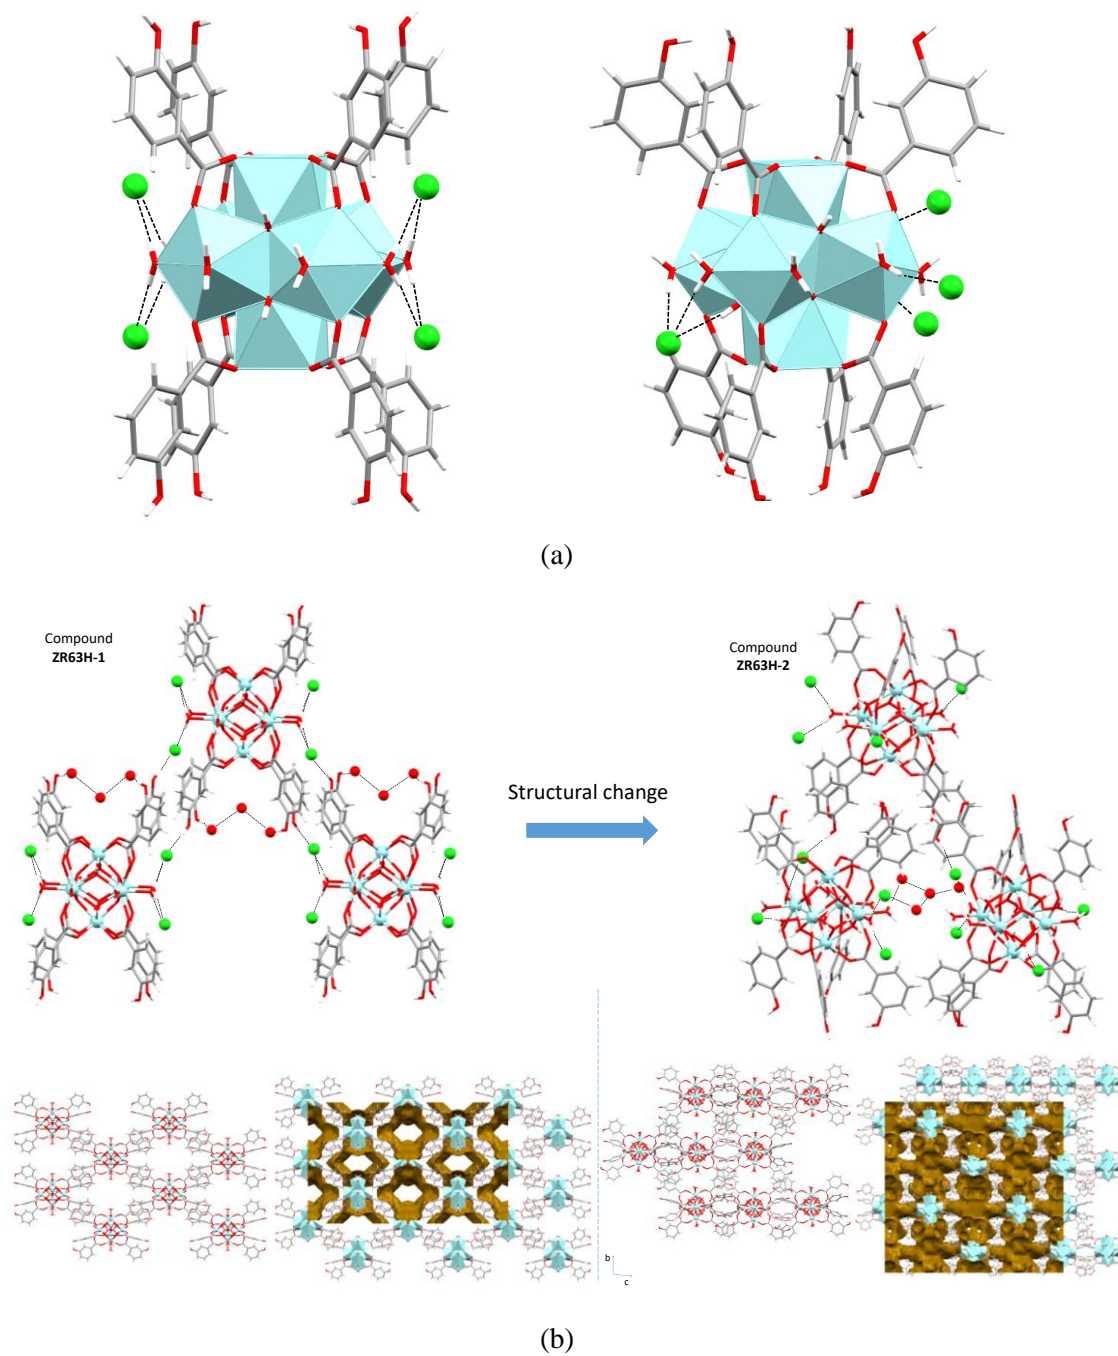 (a)
Compound
ZR63H-1
Compound
ZR63H-2
Structural change
b
c
(b)